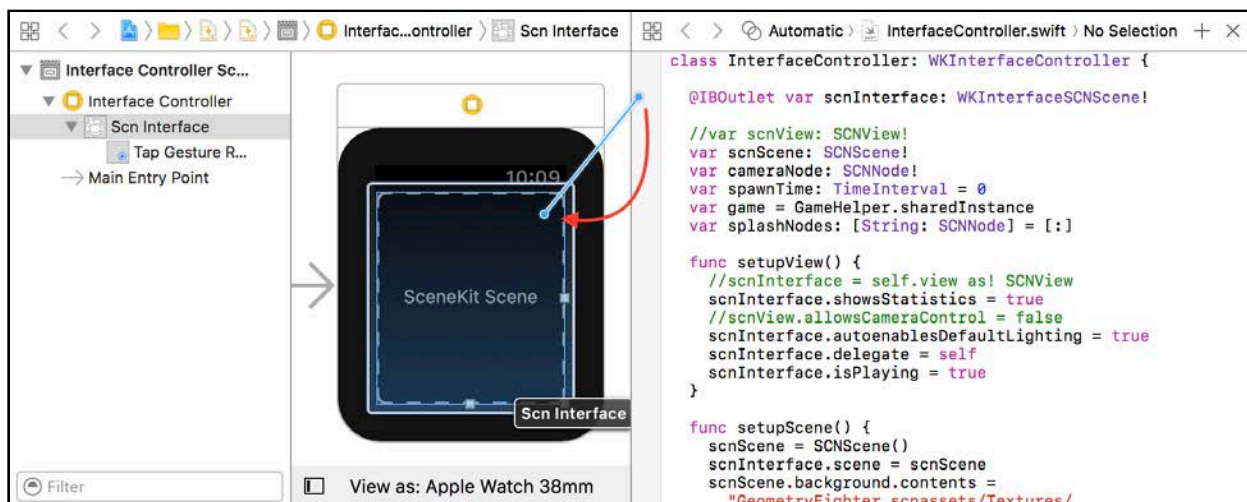 Interfac...ontroller
Scn Interface
Automatic
InterfaceController.swift
No Selection
Interface Controller Sc...
Interface Controller
Scn Interface
Tap Gesture R...
Main Entry Point
Filter
10:09
SceneKit Scene
Scn Interface
View as: Apple Watch 38mm
class InterfaceController: WKInterfaceController {
@IBOutlet var scnInterface: WKInterfaceSCNScene!
//var scnView: SCNView!
var scnScene: SCNScene!
var cameraNode: SCNNode!
var spawnTime: TimeInterval = 0
var game = GameHelper.sharedInstance
var splashNodes: [String: SCNNode] = [:]
func setupView() {
//scnInterface = self.view as! SCNView
scnInterface.showsStatistics = true
//scnView.allowsCameraControl = false
scnInterface.autoenablesDefaultLighting = true
scnInterface.delegate = self
scnInterface.isPlaying = true
}
func setupScene() {
scnScene = SCNScene()
scnInterface.scene = scnScene
scnScene.background.contents =
"GeometryFighter.scnassets/Textures/